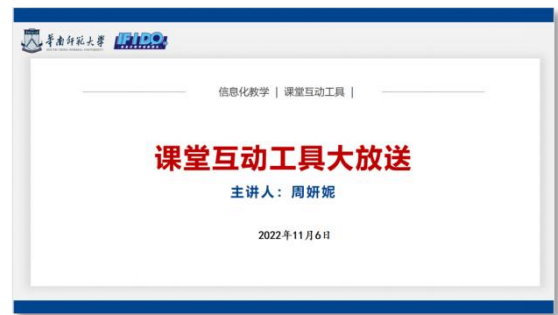 華南師範大學 IFIDO
信息化教学 | 课堂互动工具 |
课堂互动工具大放送
主讲人：周妍妮
2022年11月6日